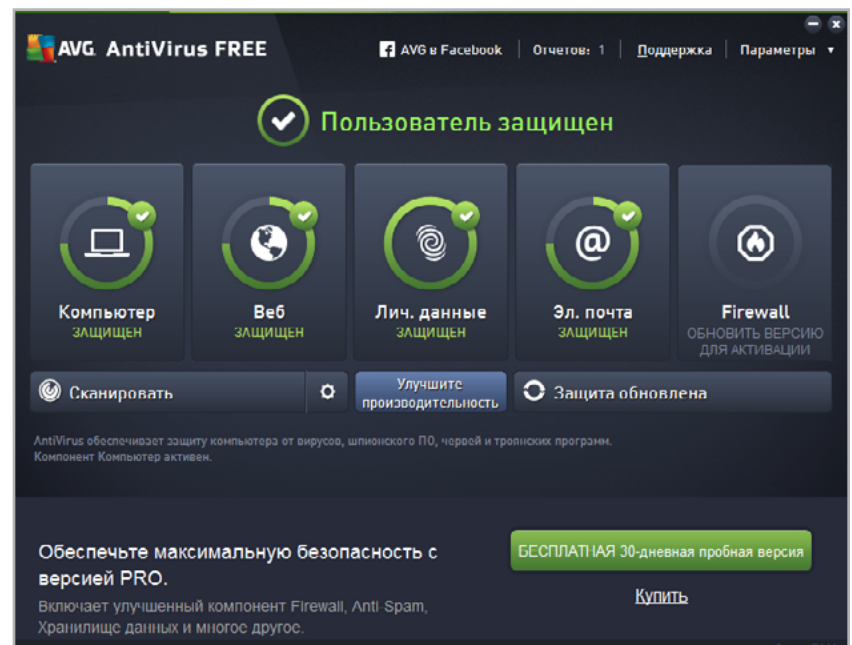 AVG. AntiVirus FREE
AVG в Facebook
Отчетов: 1
Поддержка
Параметры
Пользователь защищен
Компьютер
ЗАЩИЩЕН
Веб
ЗАЩИЩЕН
Лич. данные
ЗАЩИЩЕН
@
Эл. почта
ЗАЩИЩЕН
Firewall
ОБНОВИТЬ ВЕРСИЮ
ДЛЯ АКТИВАЦИИ
Сканировать
Улучшите
производительность
Защита обновлена
AntiVirus обеспечивает защиту компьютера от вирусов, шпионского ПО, червей и троянских программ.
Компонент Компьютер активен.
Обеспечьте максимальную безопасность с
версией PRO.
Включает улучшенный компонент Firewall, Anti-Spam,
Хранилище данных и многое другое.
БЕСПЛАТНАЯ 30-дневная пробная версия
Купить